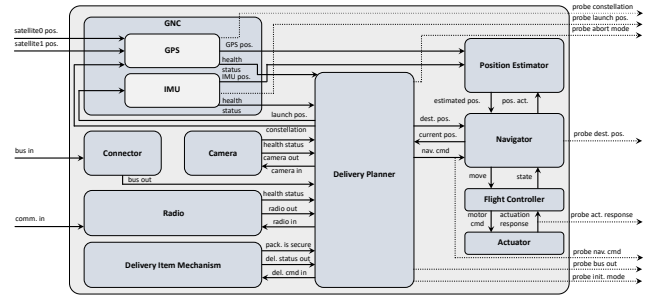 GNC
probe constellation
probe launch pos.
probe abort mode
satellite0 pos.
satellite1 pos.
GPS
GPS pos.
health
status
IMU pos.
IMU
health
status
launch pos.
constellation
Position Estimator
estimated pos.
pos. act.
dest. pos.
current pos.
nav. cmd
Navigator
probe dest. pos.
bus in
Connector
bus out
Camera
health status
camera out
camera in
Delivery Planner
move
state
Flight Controller
motor
cmd
actuation
response
probe act. response
Actuator
comm. in
Radio
health status
radio out
radio in
Delivery Item Mechanism
pack. is secure
del. status out
del. cmd in
probe nav. cmd
probe bus out
probe init. mode